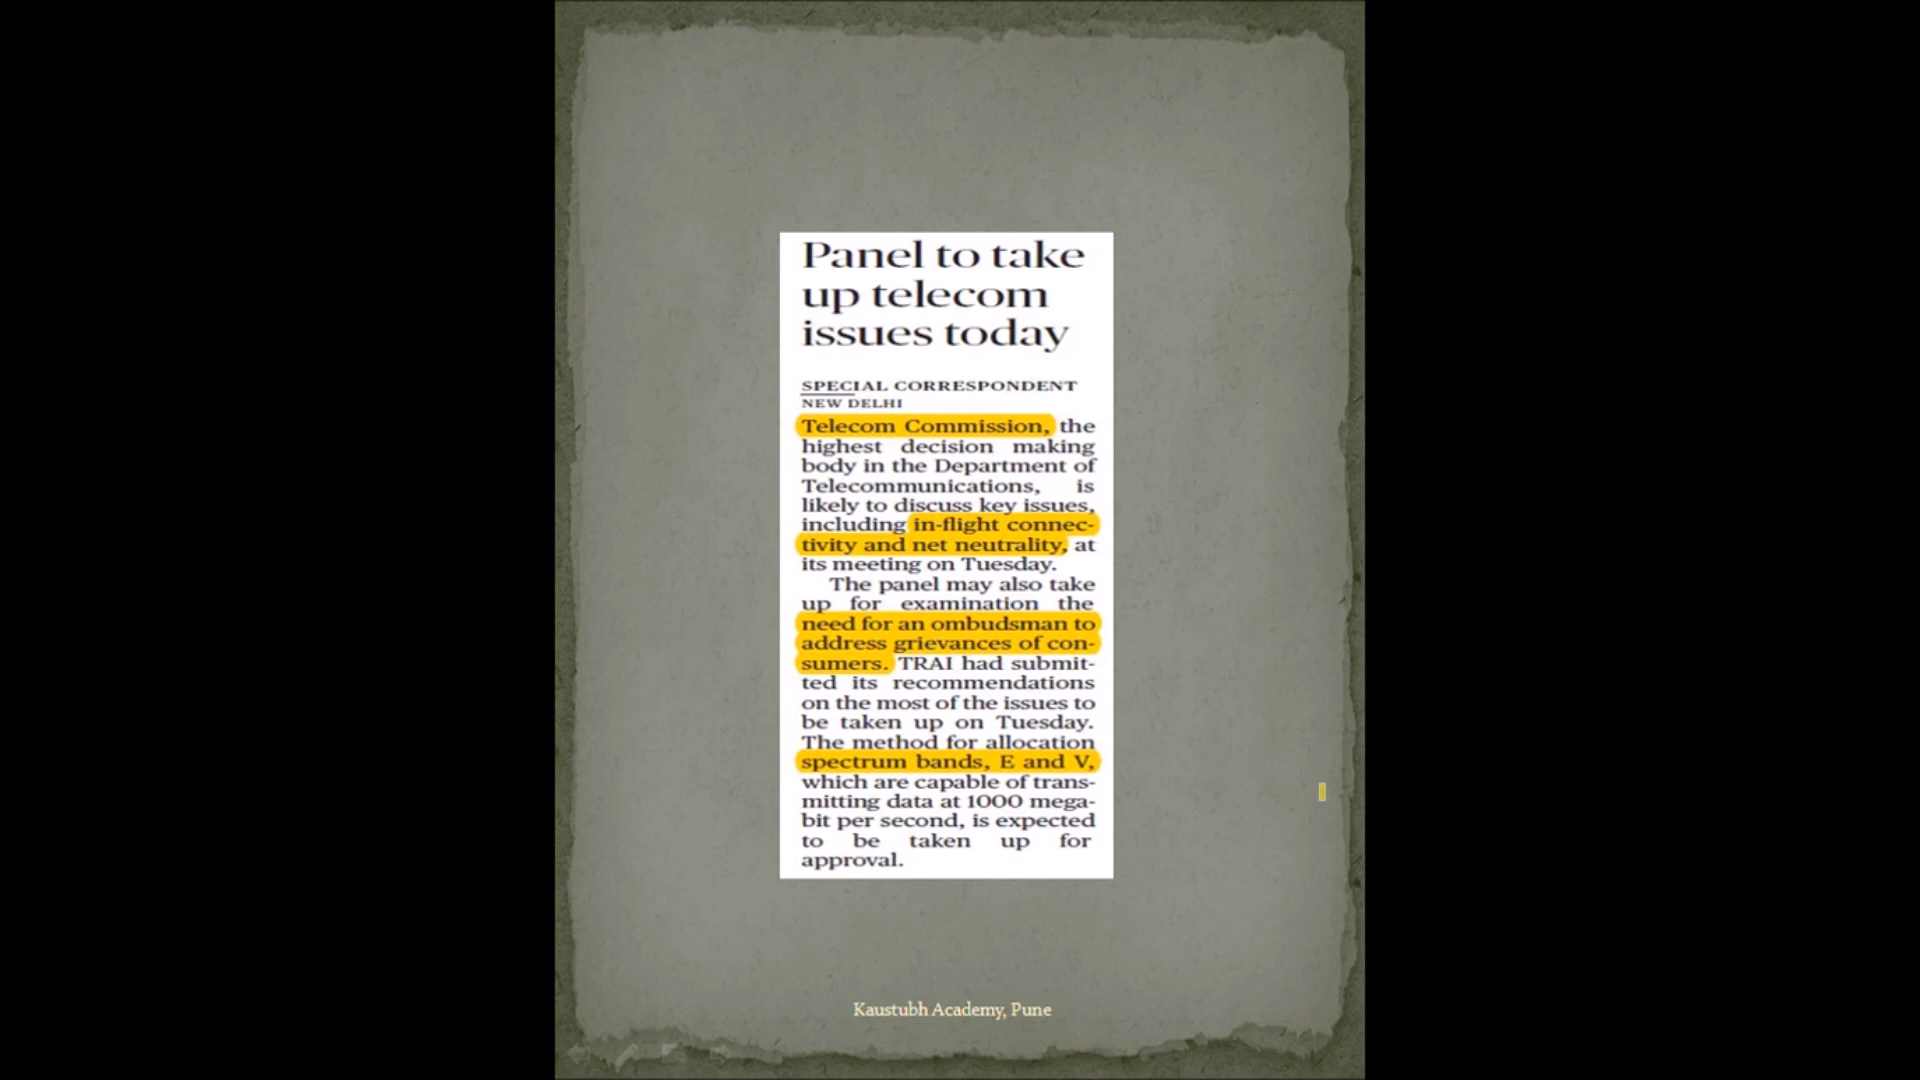 Panel to take
up telecom
issues today
SPECIAL CORRESPONDENT
NEW DELHI
Telecom Commission, the
highest decision making
body in the Department of
Telecommunications, is
likely to discuss key issues,
including in-flight connec-
tivity and net neutrality, at
its meeting on Tuesday.
The panel may also take
up for examination the
need for an ombudsman to
address grievances of con-
sumers. TRAI had submit-
ted its recommendations
on the most of the issues to
be taken up on Tuesday.
The method for allocation
spectrum bands, E and V,
which are capable of trans-
mitting data at 1000 mega-
bit per second, is expected
to be taken up for
approval.
Kaustubh Academy, Pune